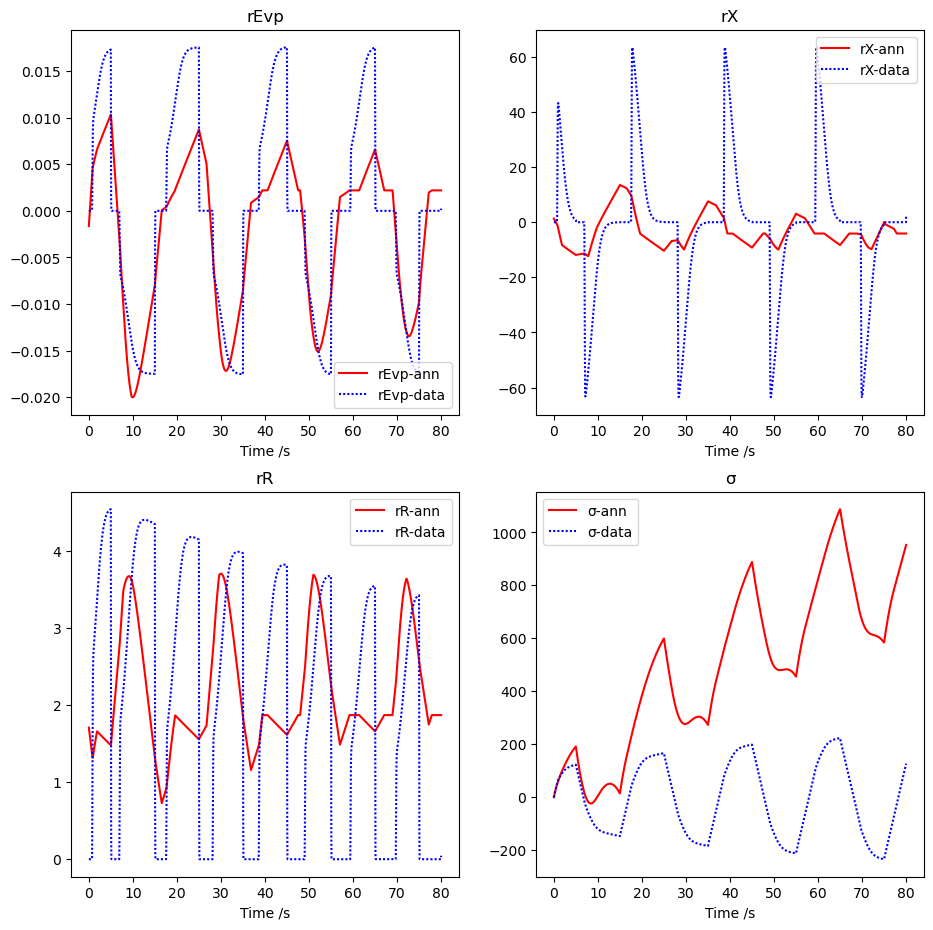 rEvp
0.015
0.010
0.005
0.000
−0.005
−0.010
−0.015
−0.020
rEvp-ann
rEvp-data
0 10 20 30 40 50 60 70 80
Time /s
rX
60
40
20
0
−20
−40
−60
rX-ann
rX-data
0 10 20 30 40 50 60 70 80
Time /s
rR
4
3
2
1
0
rR-ann
rR-data
0 10 20 30 40 50 60 70 80
Time /s
σ
1000
800
600
400
200
0
−200
σ-ann
σ-data
0 10 20 30 40 50 60 70 80
Time /s